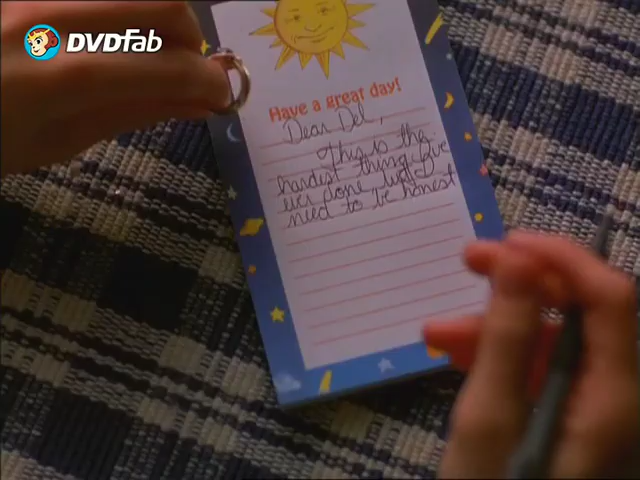 DVDFab
Have a great day!
Dear Del,
This is the
hardest thing I've
ever done but I
need to be honest